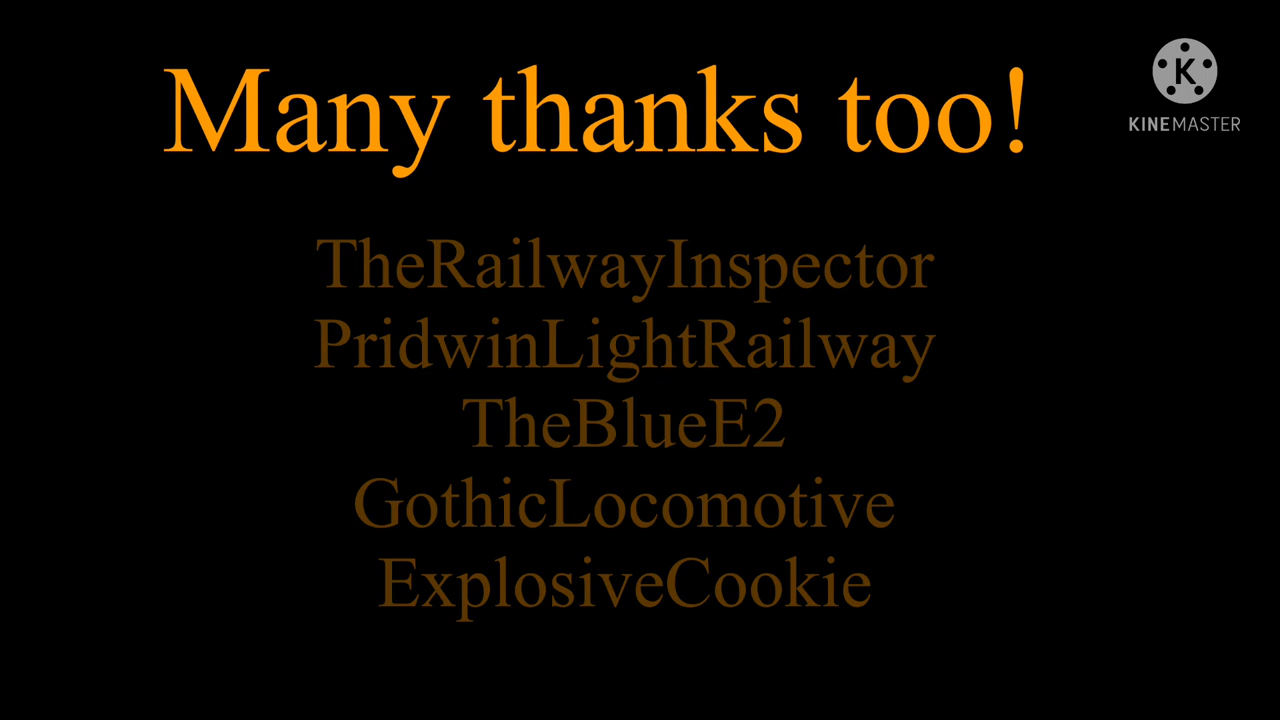 Many thanks too!
K
KINEMASTER
TheRailwayInspector
PridwinLightRailway
TheBlueE2
GothicLocomotive
ExplosiveCookie